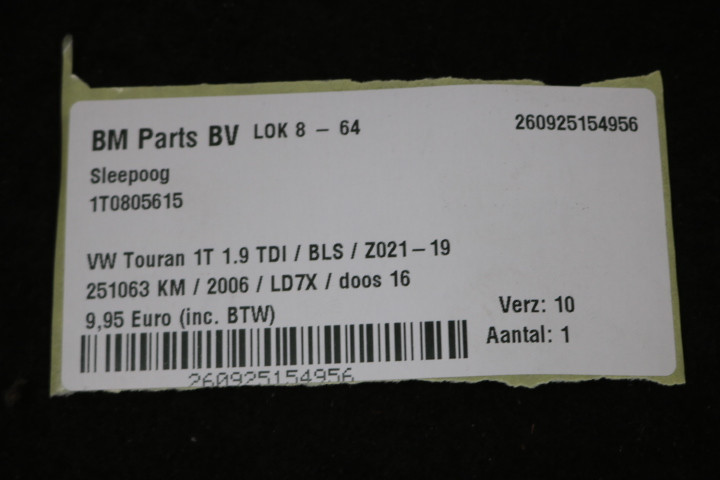 BM Parts BV LOK 8 – 64 260925154956
Sleepoog
1T0805615
VW Touran 1T 1.9 TDI / BLS / Z021–19
251063 KM / 2006 / LD7X / doos 16
9,95 Euro (inc. BTW)
Verz: 10
Aantal: 1
260925154956